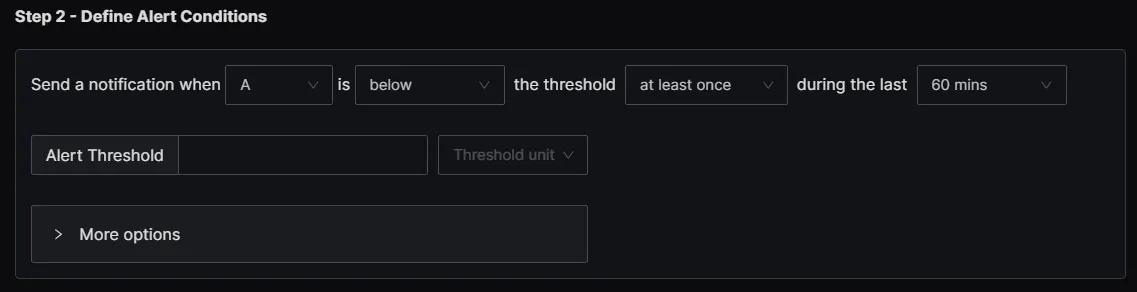 Step 2 - Define Alert Conditions
Send a notification when A is below the threshold at least once during the last 60 mins
Alert Threshold Threshold unit
More options